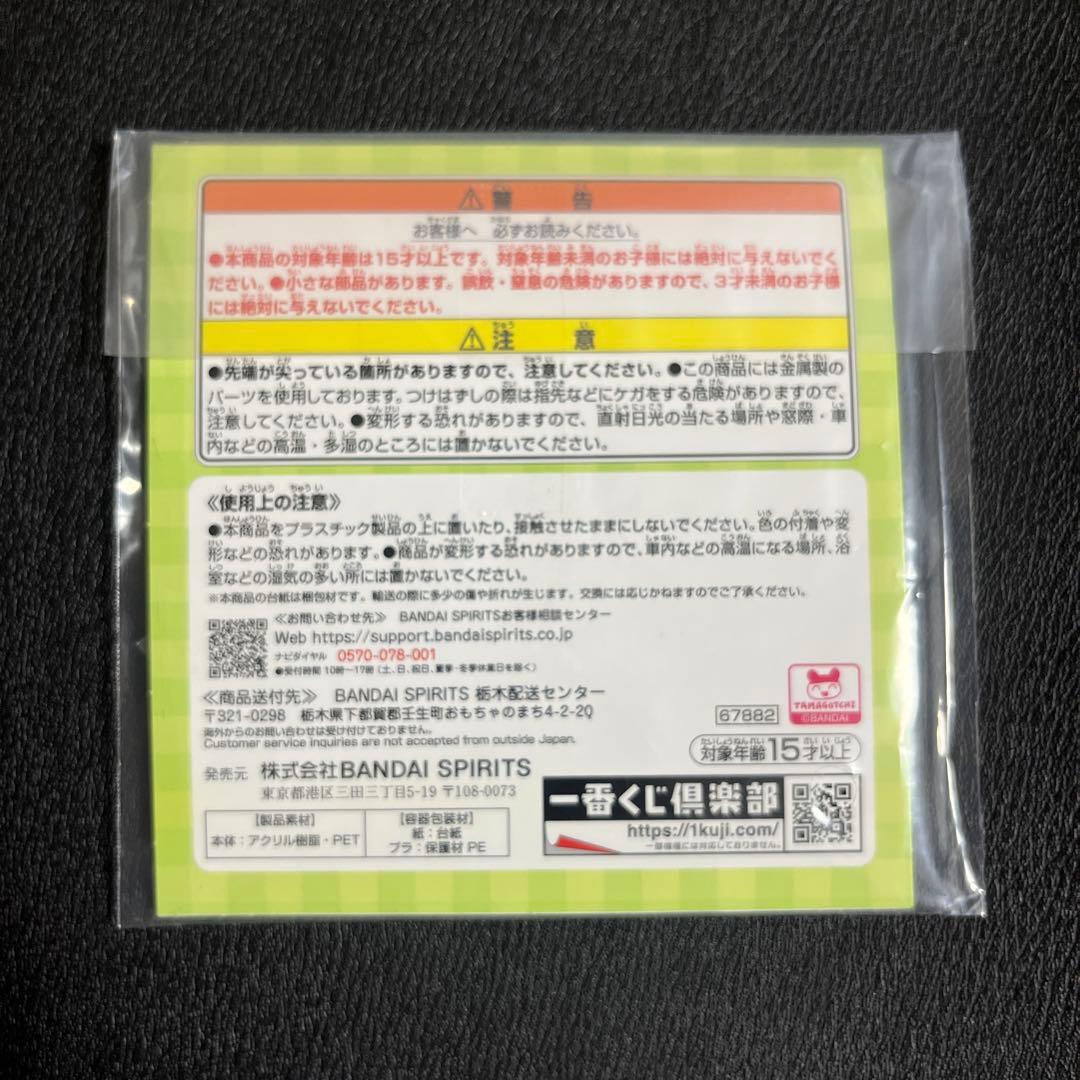 ⚠警告
お客様へ 必ずお読みください。
●本商品の対象年齢は15才以上です。対象年齢未満のお子様には絶対に与えないでく
ださい。●小さな部品があります。誤飲・窒息の危険がありますので、3才未満のお子様
には絶対に与えないでください。
⚠注意
●先端が尖っている箇所がありますので、注意してください。●この商品には金属製の
パーツを使用しております。つけはずしの際は指先などにケガをする危険がありますので、
注意してください。●変形する恐れがありますので、直射日光の当たる場所や窓際・車
内などの高温・多湿のところには置かないでください。
《使用上の注意》
●本商品をプラスチック製品の上に置いたり、接触させたままにしないでください。色の付着や変
形などの恐れがあります。●商品が変形する恐れがありますので、車内などの高温になる場所、浴
室などの湿気の多い所には置かないでください。
※本商品の台紙は梱包材です。輸送の際に多少の傷や折れが生じます。交換には応じかねますのでご了承ください。
≪お問い合わせ先≫ BANDAI SPIRITSお客様相談センター
Web https://support.bandaispirits.co.jp
ナビダイヤル 0570-078-001
●受付時間 10時〜17時(土、日、祝日、夏季・冬季休業日を除く)
≪商品送付先≫ BANDAI SPIRITS 栃木配送センター
〒321-0298 栃木県下都賀郡壬生町おもちゃのまち4-2-20
海外からのお問い合わせは受け付けておりません。
Customer service inquiries are not accepted from outside Japan.
67882
TAMAGOTCHI
©BANDAI
対象年齢15才以上
発売元 株式会社BANDAI SPIRITS
東京都港区三田三丁目5-19 〒108-0073
【製品素材】
本体:アクリル樹脂・PET
【容器包装材】
紙:台紙
プラ:保護材 PE
一番くじ倶楽部
https://1kuji.com/
一部機種には対応しておりません。